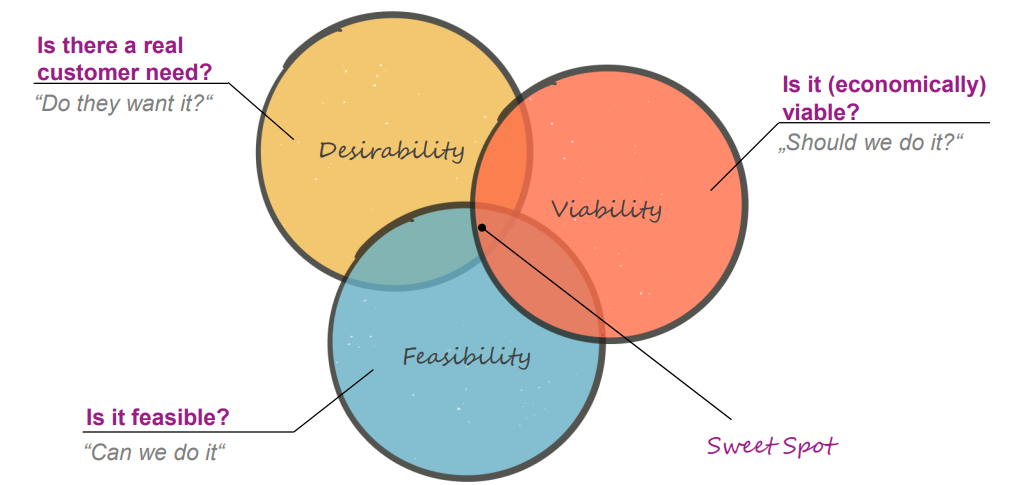 Is there a real
customer need?
“Do they want it?“
Desirability
Is it (economically)
viable?
„Should we do it?“
Viability
Feasibility
Is it feasible?
“Can we do it“
Sweet Spot